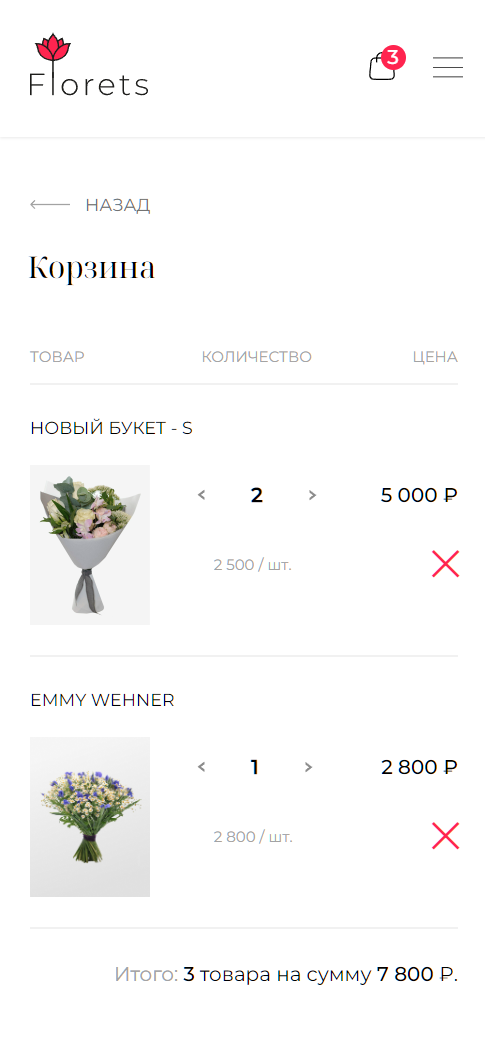 Florets
3
НАЗАД
Корзина
ТОВАР КОЛИЧЕСТВО ЦЕНА
НОВЫЙ БУКЕТ - S
< 2 > 5 000 ₽
2 500 / шт.
EMMY WEHNER
< 1 > 2 800 ₽
2 800 / шт.
Итого: 3 товара на сумму 7 800 ₽.